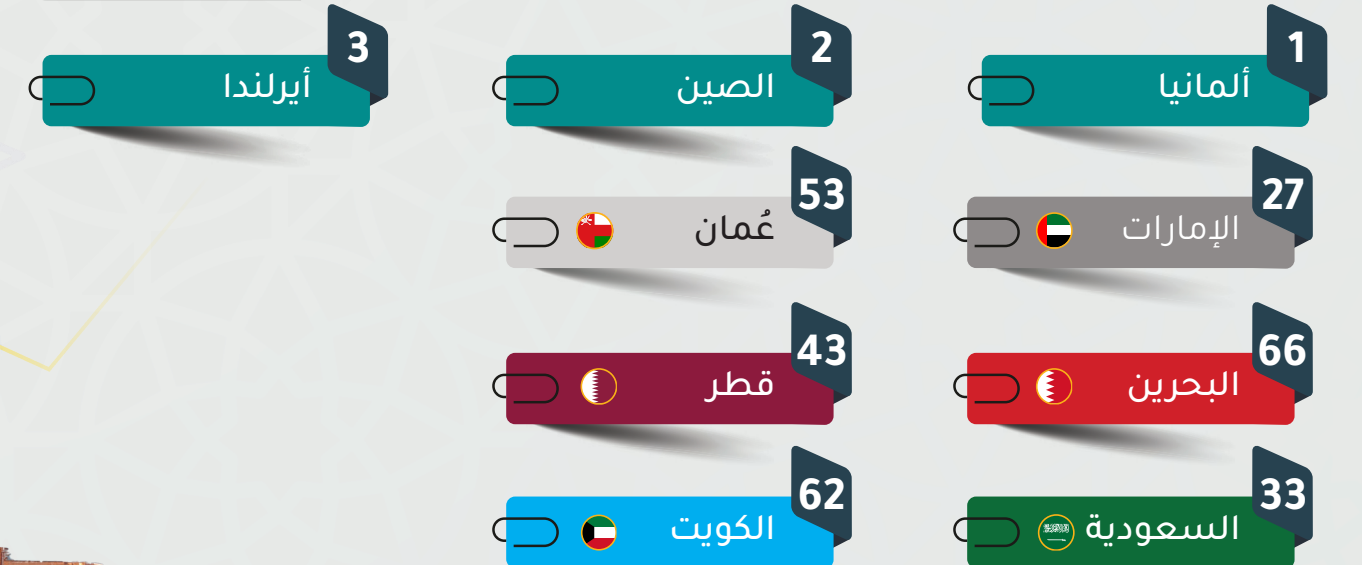 1
ألمانيا
2
الصين
3
أيرلندا
27
الإمارات
53
عُمان
66
البحرين
43
قطر
33
السعودية
62
الكويت